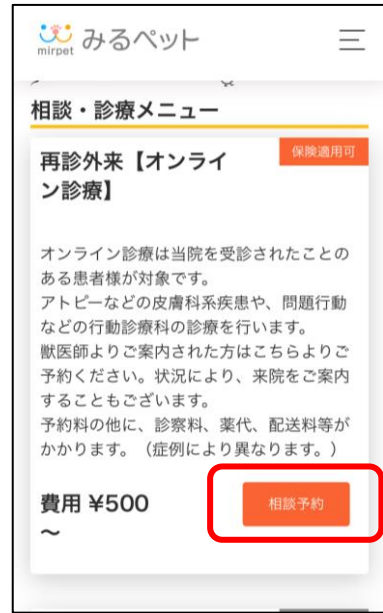 mirpet みるペット
相談・診療メニュー
再診外来【オンライ
ン診療】
保険適用可
オンライン診療は当院を受診されたことの
ある患者様が対象です。
アトピーなどの皮膚科系疾患や、問題行動
などの行動診療科の診療を行います。
獣医師よりご案内された方はこちらよりご
予約ください。状況により、来院をご案内
することもございます。
予約料の他に、診察料、薬代、配送料等が
かかります。（症例により異なります。）
費用 ¥500
～
相談予約